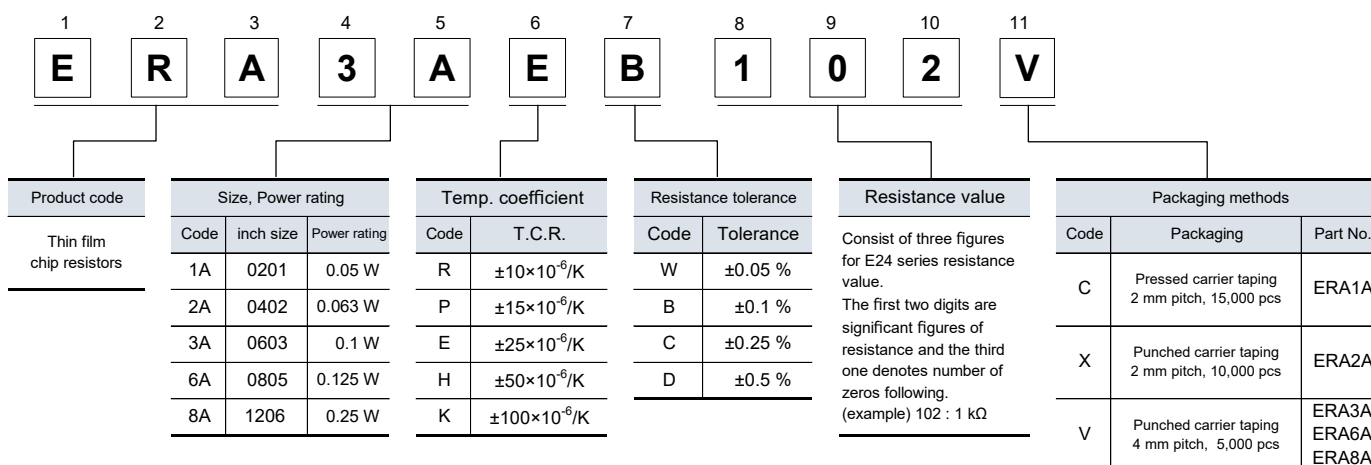 1 2 3 4 5 6 7 8 9 10 11
E R A 3 A E B 1 0 2 V
Product code
Thin film
chip resistors
Size, Power rating
Code inch size Power rating
1A 0201 0.05 W
2A 0402 0.063 W
3A 0603 0.1 W
6A 0805 0.125 W
8A 1206 0.25 W
Temp. coefficient
Code T.C.R.
R ±10×10⁻⁶/K
P ±15×10⁻⁶/K
E ±25×10⁻⁶/K
H ±50×10⁻⁶/K
K ±100×10⁻⁶/K
Resistance tolerance
Code Tolerance
W ±0.05 %
B ±0.1 %
C ±0.25 %
D ±0.5 %
Resistance value
Consist of three figures
for E24 series resistance
value.
The first two digits are
significant figures of
resistance and the third
one denotes number of
zeros following.
(example) 102 : 1 kΩ
Packaging methods
Code Packaging Part No.
C Pressed carrier taping
2 mm pitch, 15,000 pcs ERA1A
X Punched carrier taping
2 mm pitch, 10,000 pcs ERA2A
V Punched carrier taping
4 mm pitch, 5,000 pcs
ERA3A
ERA6A
ERA8A